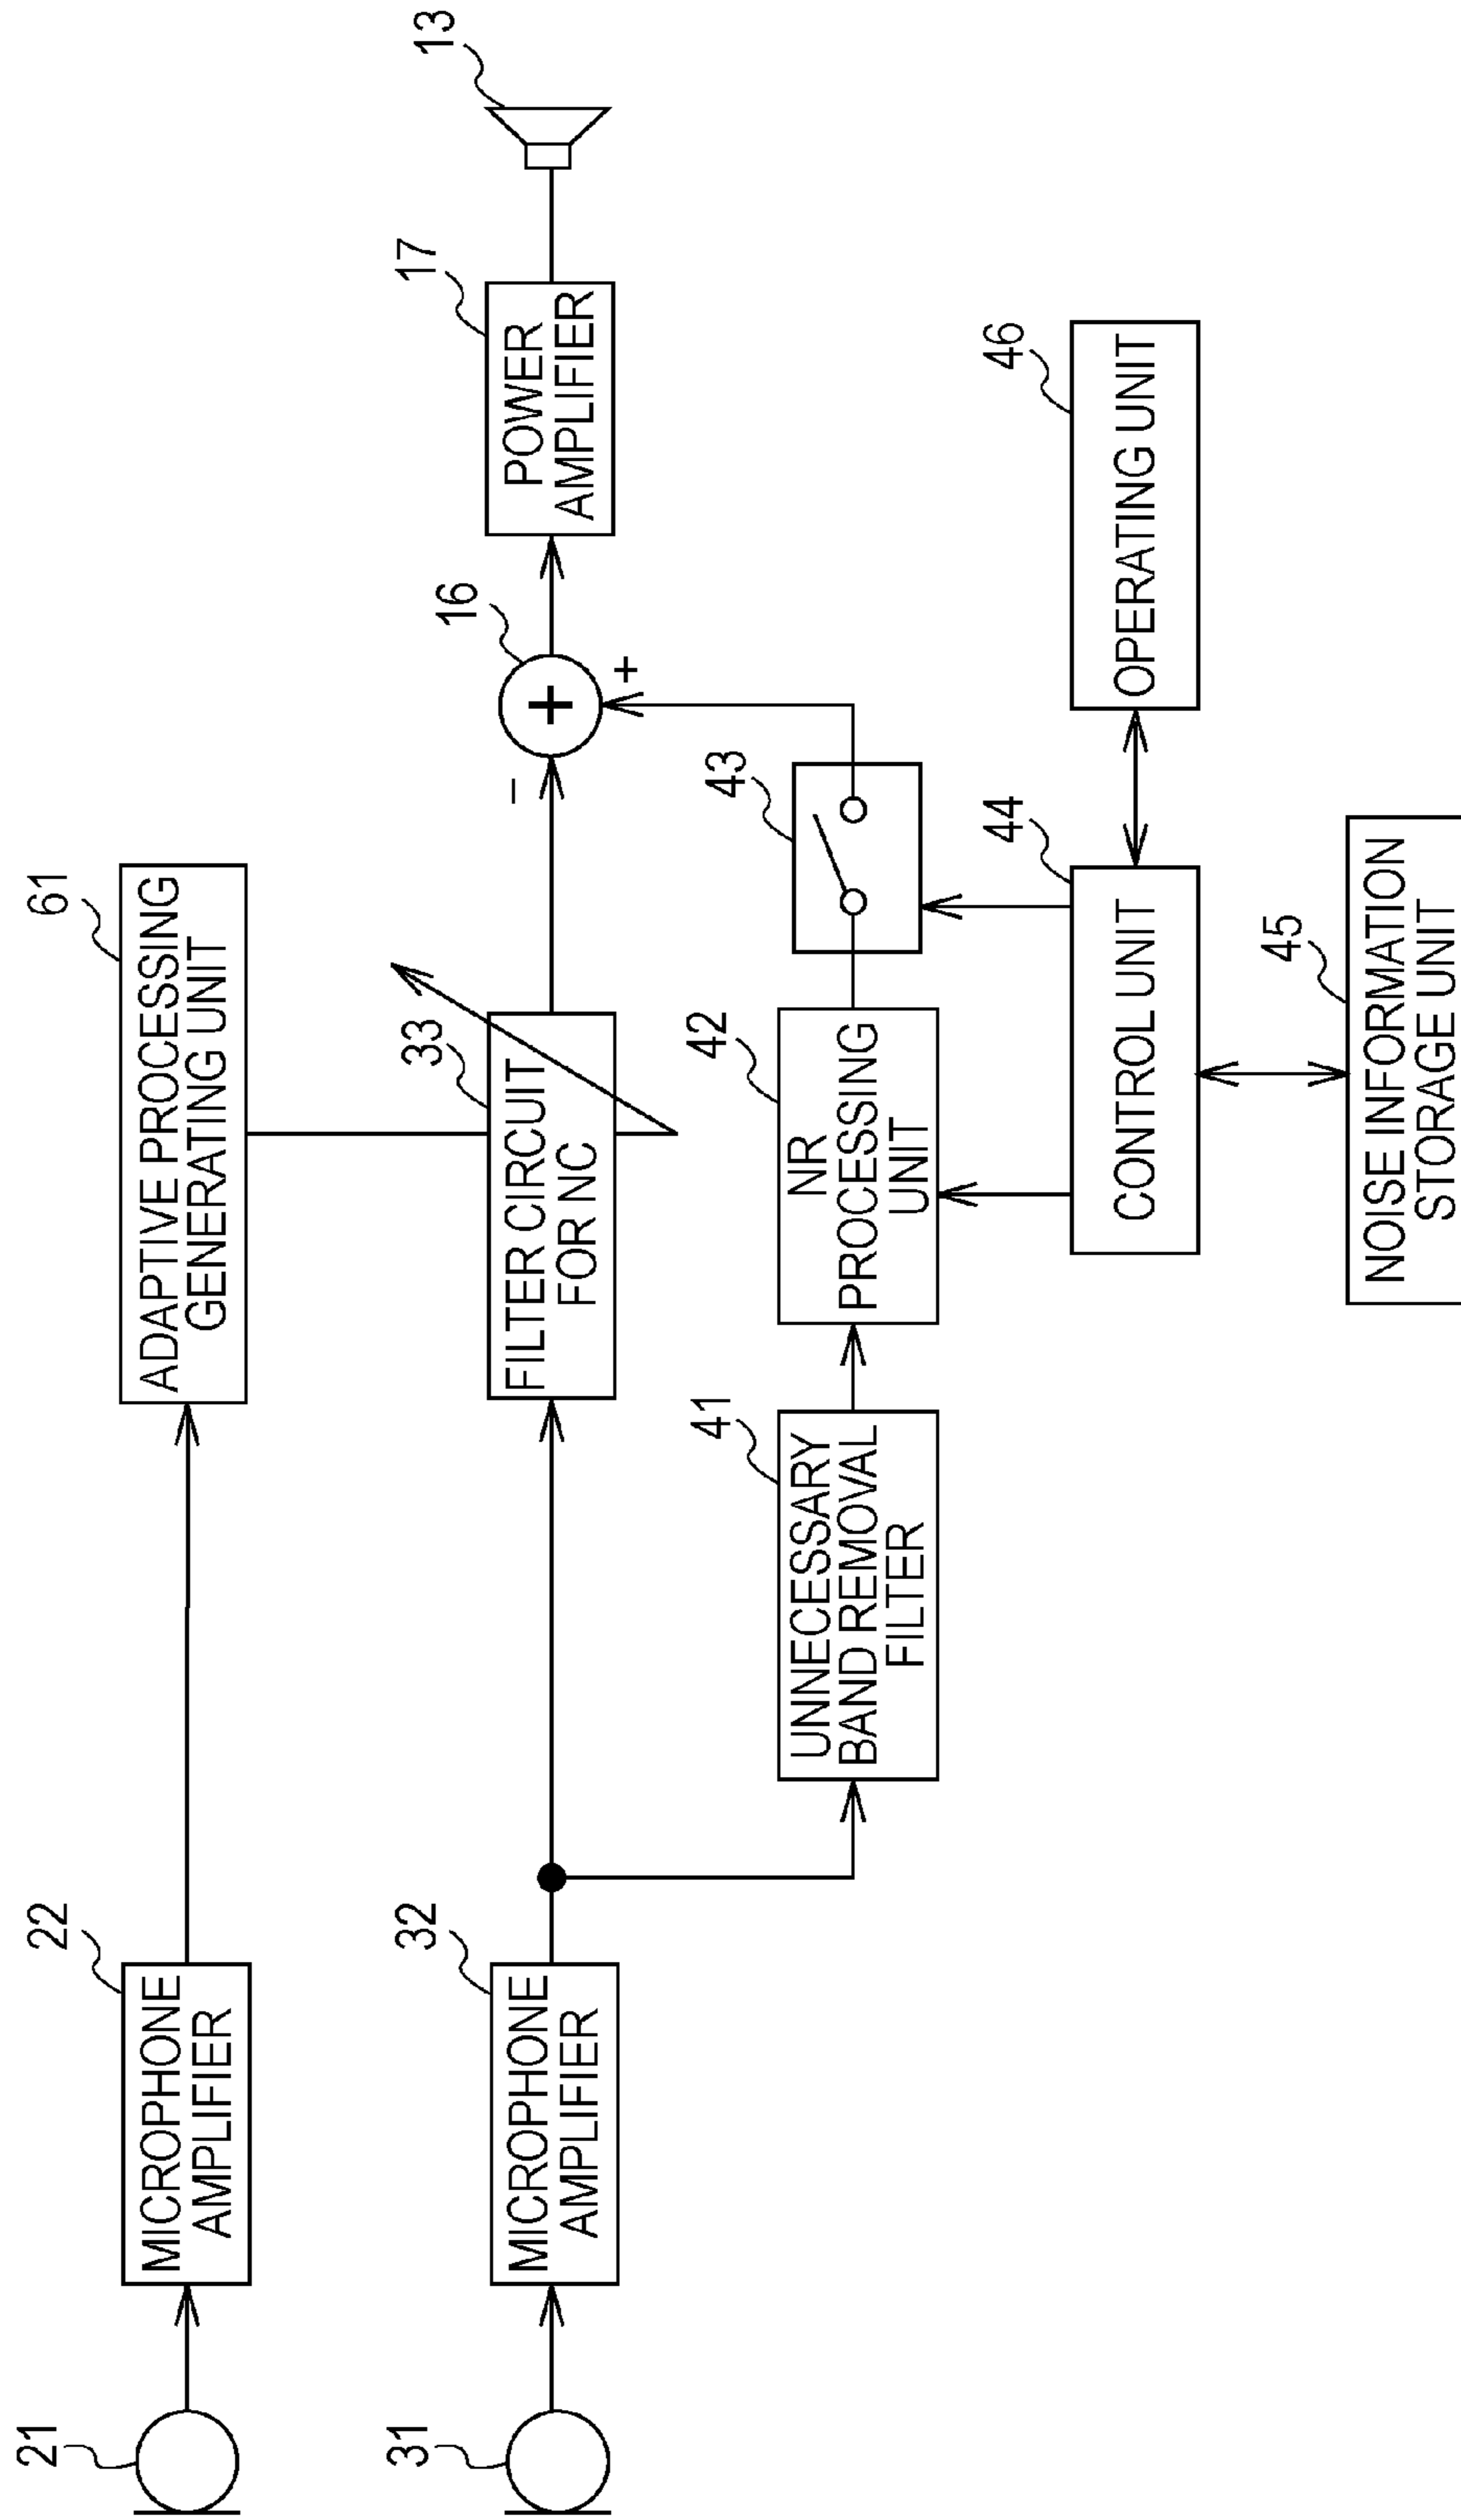 21
MICROPHONE
AMPLIFIER
22
ADAPTIVE PROCESSING
GENERATING UNIT
61
31
MICROPHONE
AMPLIFIER
32
FILTER CIRCUIT
FOR NC
33
−
+
16
+
POWER
AMPLIFIER
17
13
UNNECESSARY
BAND REMOVAL
FILTER
41
NR
PROCESSING
UNIT
42
43
CONTROL UNIT
44
OPERATING UNIT
46
NOISE INFORMATION
STORAGE UNIT
45